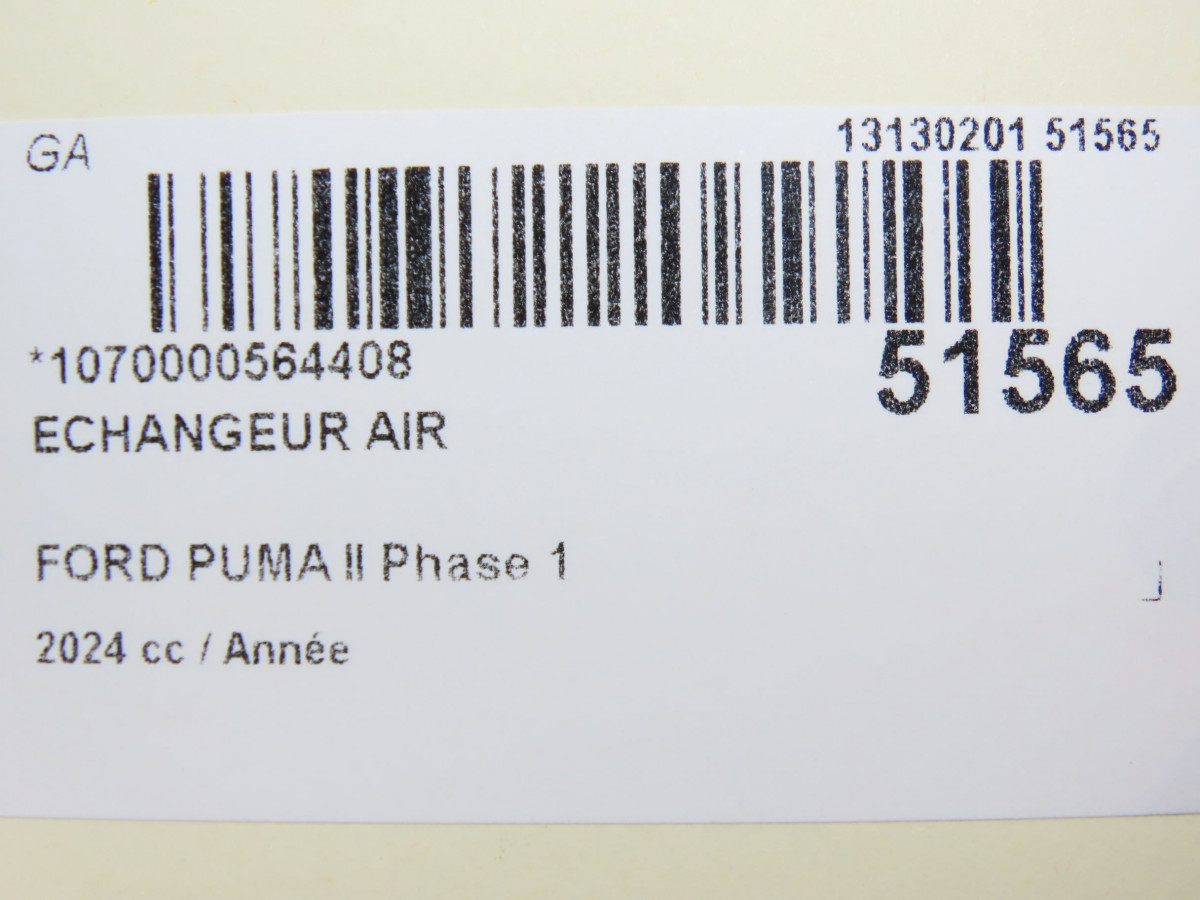 GA
13130201 51565
*1070000564408
51565
ECHANGEUR AIR
FORD PUMA II Phase 1
2024 cc / Année